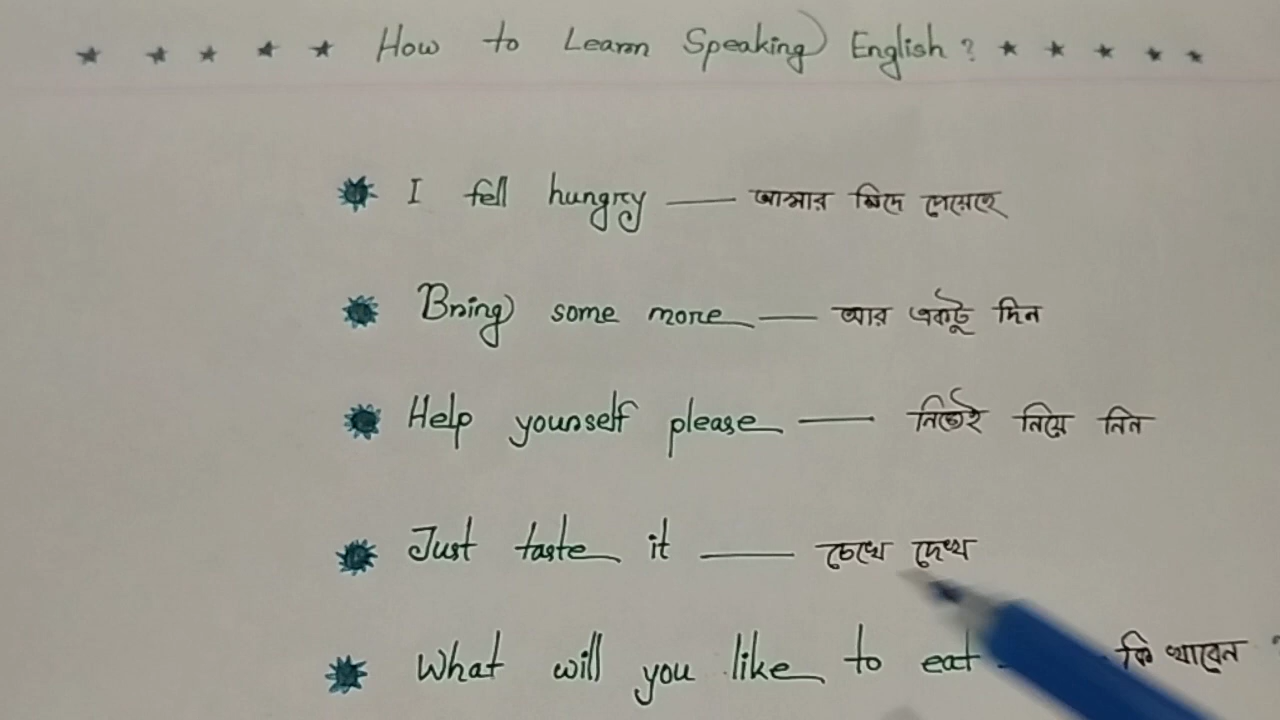 ★ ★ ★ ★ ★ How to Learn Speaking English? ★ ★ ★ ★ ★
I fell hungry — আমার খিদে পেয়েছে
Bring some more — আর একটু দিন
Help yourself please — নিজেই নিয়ে নিন
Just taste it — চেখে দেখ
What will you like to eat - কি খাবেন